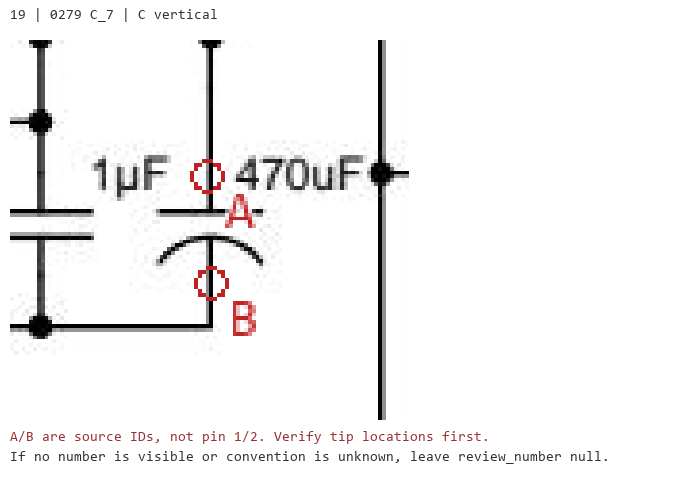 19 | 0279 C_7 | C vertical
1µF 470uF
A
B
A/B are source IDs, not pin 1/2. Verify tip locations first.
If no number is visible or convention is unknown, leave review_number null.